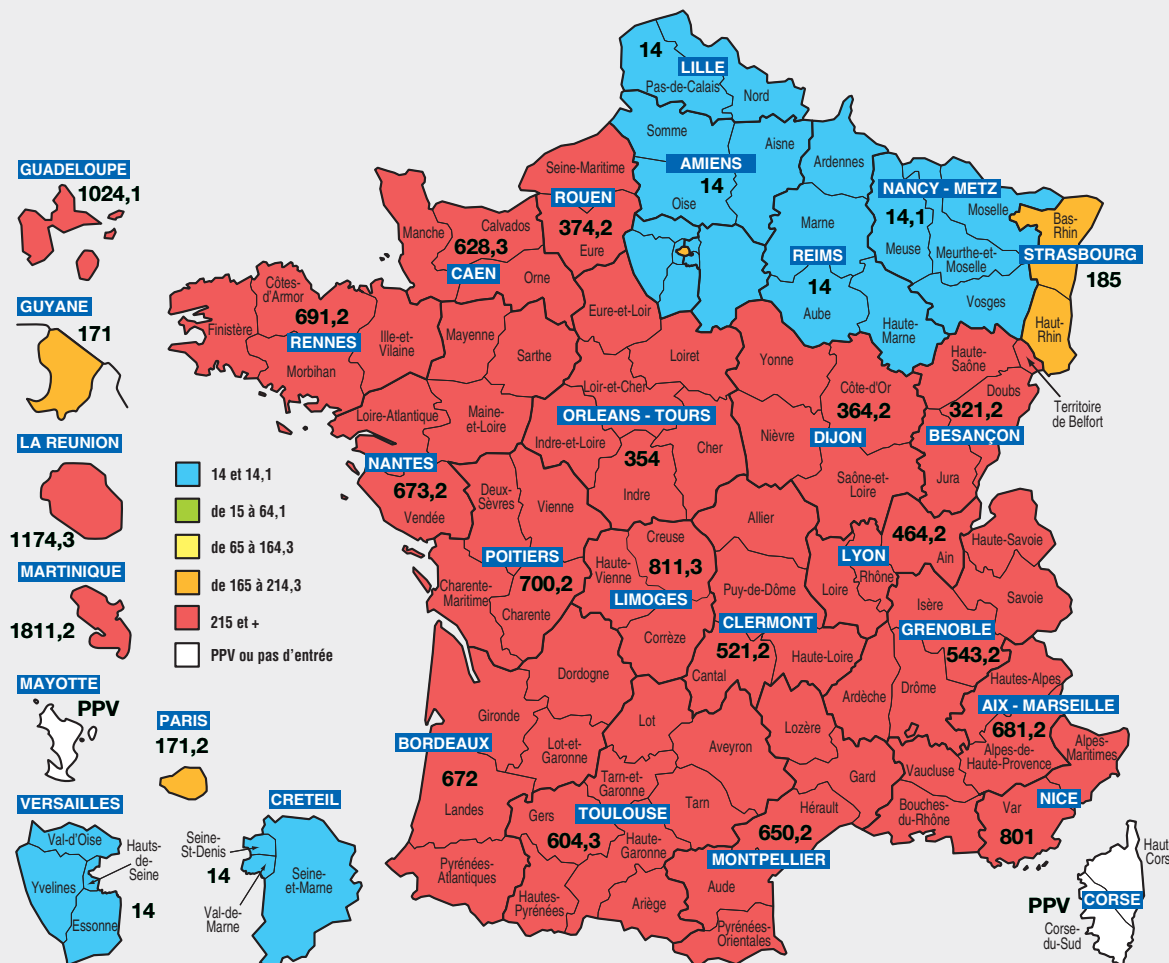 14
LILLE
Pas-de-Calais
Nord
Somme
Aisne
AMIENS
14
Oise
Ardennes
NANCY - METZ
14,1
Moselle
Meuse
Meurthe-et-
Moselle
Vosges
Marne
REIMS
14
Aube
Haute-
Marne
Bas-
Rhin
STRASBOURG
185
Haut-
Rhin
Seine-Maritime
ROUEN
374,2
Eure
Manche
Calvados
628,3
CAEN
Orne
Côtes-
d'Armor
691,2
Finistère
RENNES
Morbihan
Ille-et-
Vilaine
Mayenne
Sarthe
Loire-Atlantique
Maine-
et-Loire
NANTES
673,2
Vendée
Eure-et-Loir
Loiret
Loir-et-Cher
ORLEANS - TOURS
Indre-et-Loire
354
Cher
Indre
Yonne
Côte-d'Or
364,2
Nièvre
DIJON
Saône-et-
Loire
Haute-
Saône
Doubs
321,2
BESANÇON
Jura
Territoire
de Belfort
Deux-
Sèvres
Vienne
POITIERS
700,2
Charente-
Maritime
Charente
Creuse
811,3
Haute-
Vienne
LIMOGES
Corrèze
Allier
Puy-de-Dôme
CLERMONT
521,2
Cantal
Haute-Loire
464,2
LYON
Ain
Rhône
Loire
Haute-Savoie
Savoie
Isère
GRENOBLE
543,2
Ardèche
Drôme
Hautes-Alpes
AIX - MARSEILLE
681,2
Alpes-de-
Haute-Provence
Vaucluse
Bouches-
du-Rhône
Alpes-
Maritimes
NICE
Var
801
Dordogne
Gironde
BORDEAUX
672
Lot-et-
Garonne
Landes
Pyrénées-
Atlantiques
Lot
Aveyron
Tarn-et-
Garonne
TOULOUSE
Gers
604,3
Tarn
Haute-
Garonne
Hautes-
Pyrénées
Ariège
Lozère
Gard
Hérault
650,2
MONTPELLIER
Aude
Pyrénées-
Orientales
PPV
CORSE
Corse-
du-Sud
GUADELOUPE
1024,1
GUYANE
171
LA REUNION
1174,3
MARTINIQUE
1811,2
MAYOTTE
PPV
PARIS
171,2
14 et 14,1
de 15 à 64,1
de 65 à 164,3
de 165 à 214,3
215 et +
PPV ou pas d'entrée
VERSAILLES
Val-d'Oise
Hauts-
de-
Seine
Yvelines
14
Essonne
CRETEIL
Seine-
St-Denis
14
Seine-
et-Marne
Val-de-
Marne